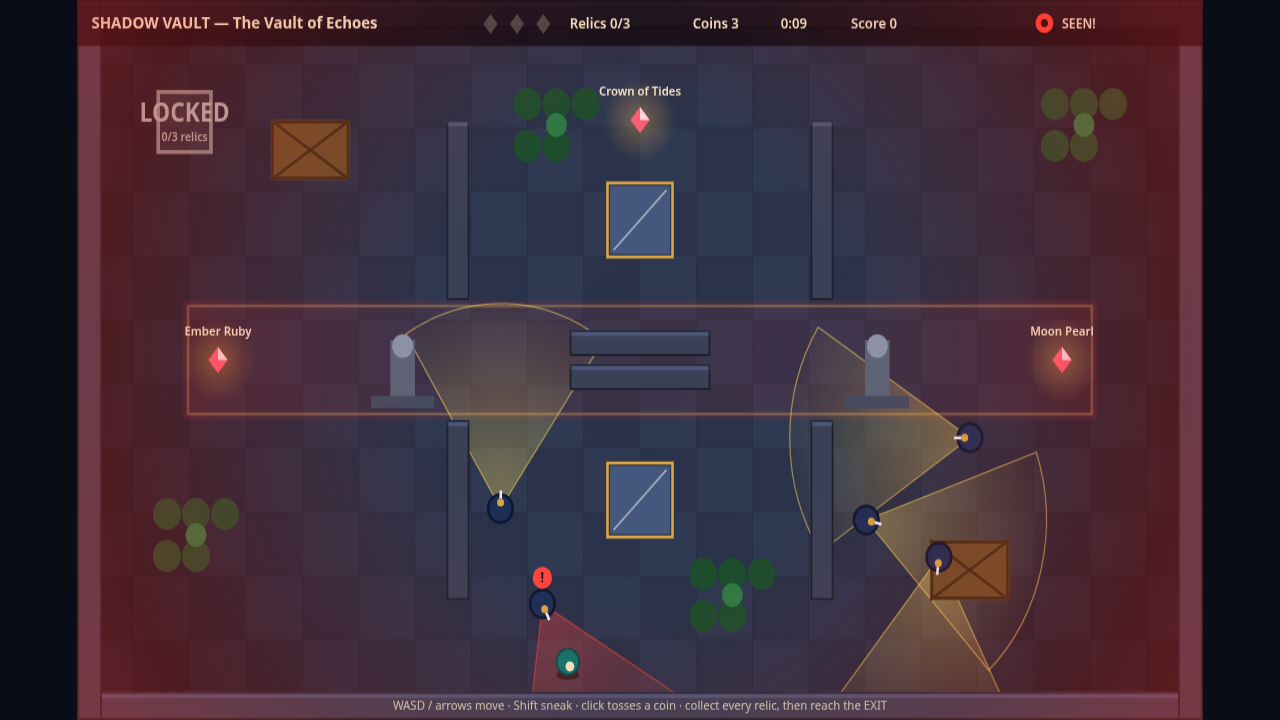 SHADOW VAULT — The Vault of Echoes
Relics 0/3
Coins 3
0:09
Score 0
SEEN!
Crown of Tides
LOCKED
0/3 relics
Ember Ruby
Moon Pearl
!
WASD / arrows move · Shift sneak · click tosses a coin · collect every relic, then reach the EXIT